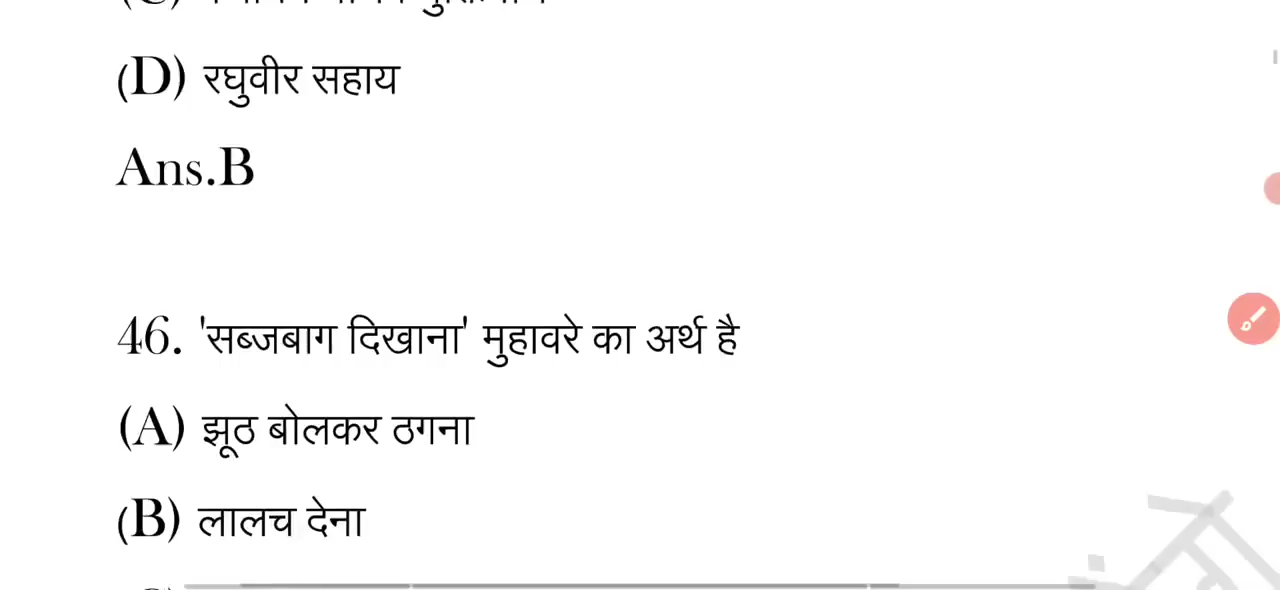 (D) रघुवीर सहाय
Ans.B
46. 'सब्जबाग दिखाना' मुहावरे का अर्थ है
(A) झूठ बोलकर ठगना
(B) लालच देना